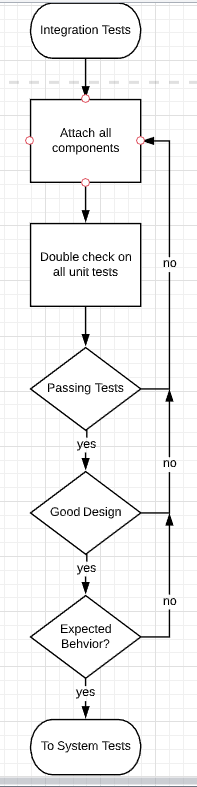 Integration Tests
Attach all
components
Double check on
all unit tests
no
Passing Tests
yes
no
Good Design
yes
no
Expected
Behvior?
yes
To System Tests